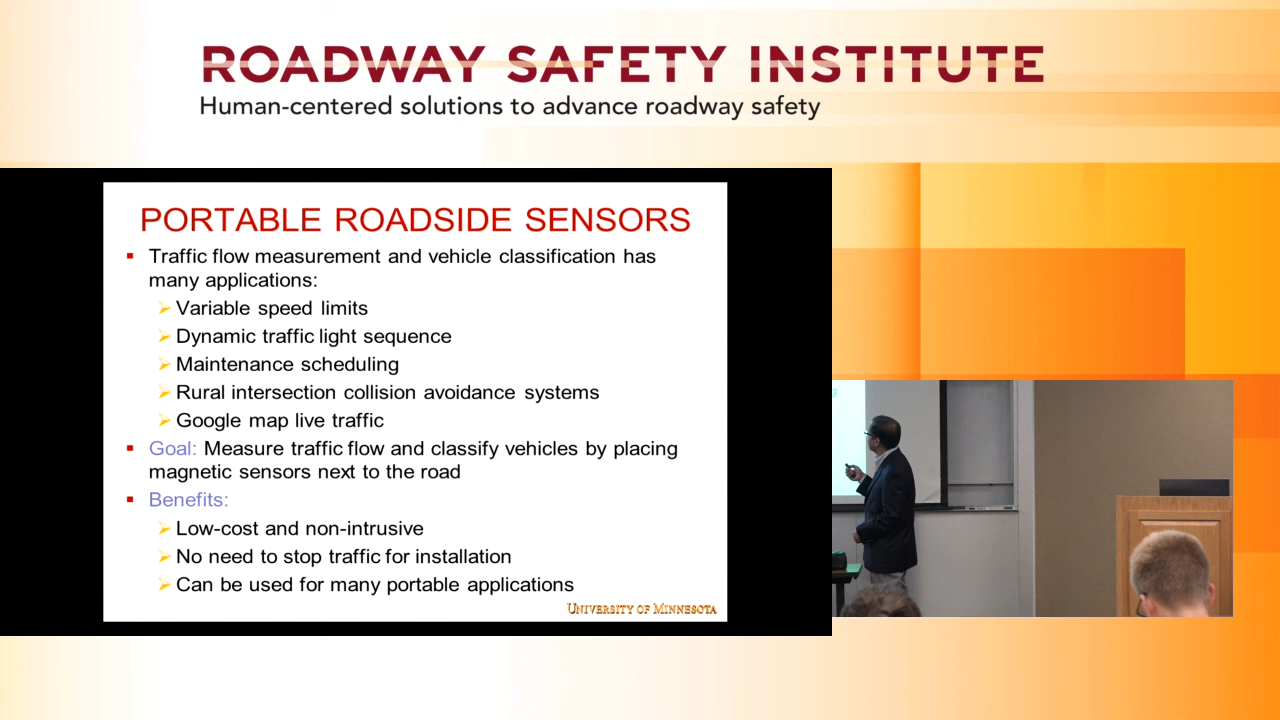 ROADWAY SAFETY INSTITUTE
Human-centered solutions to advance roadway safety
PORTABLE ROADSIDE SENSORS
Traffic flow measurement and vehicle classification has
many applications:
Variable speed limits
Dynamic traffic light sequence
Maintenance scheduling
Rural intersection collision avoidance systems
Google map live traffic
Goal: Measure traffic flow and classify vehicles by placing
magnetic sensors next to the road
Benefits:
Low-cost and non-intrusive
No need to stop traffic for installation
Can be used for many portable applications
UNIVERSITY OF MINNESOTA